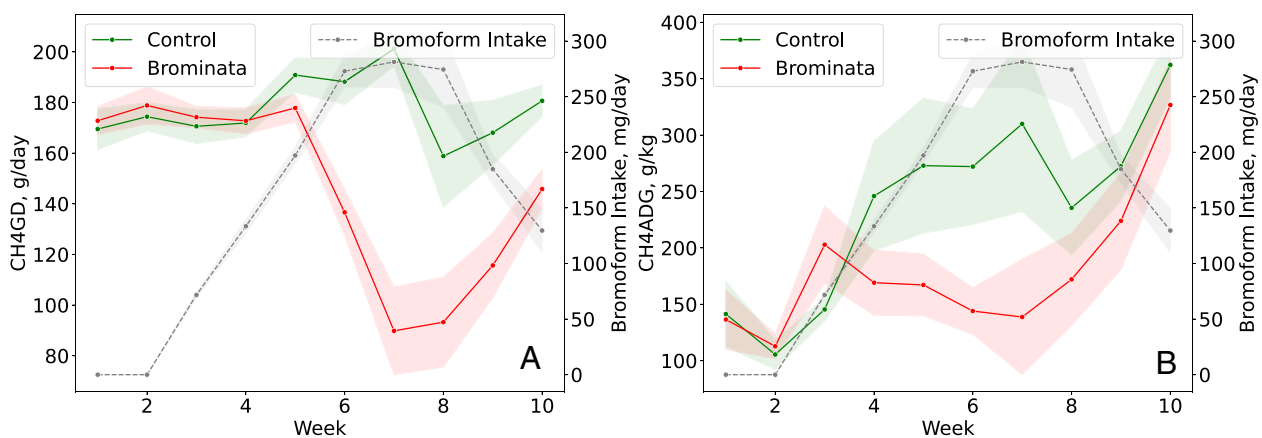 Control
Brominata
Bromoform Intake
200
180
160
140
120
100
80
CH4GD, g/day
300
250
200
150
100
50
0
Bromoform Intake, mg/day
2
4
6
8
10
Week
A
Control
Brominata
Bromoform Intake
400
350
300
250
200
150
100
CH4ADG, g/kg
300
250
200
150
100
50
0
Bromoform Intake, mg/day
2
4
6
8
10
Week
B